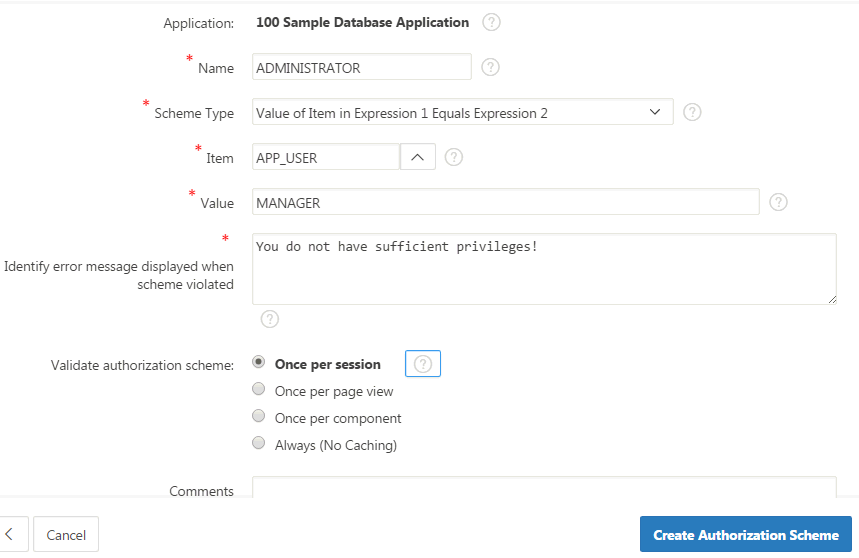 Application: 100 Sample Database Application ?
* Name ADMINISTRATOR ?
* Scheme Type Value of Item in Expression 1 Equals Expression 2 ?
* Item APP_USER ?
* Value MANAGER ?
*
Identify error message displayed when
scheme violated
You do not have sufficient privileges!
?
Validate authorization scheme: Once per session ?
Once per page view
Once per component
Always (No Caching)
Comments
Cancel Create Authorization Scheme